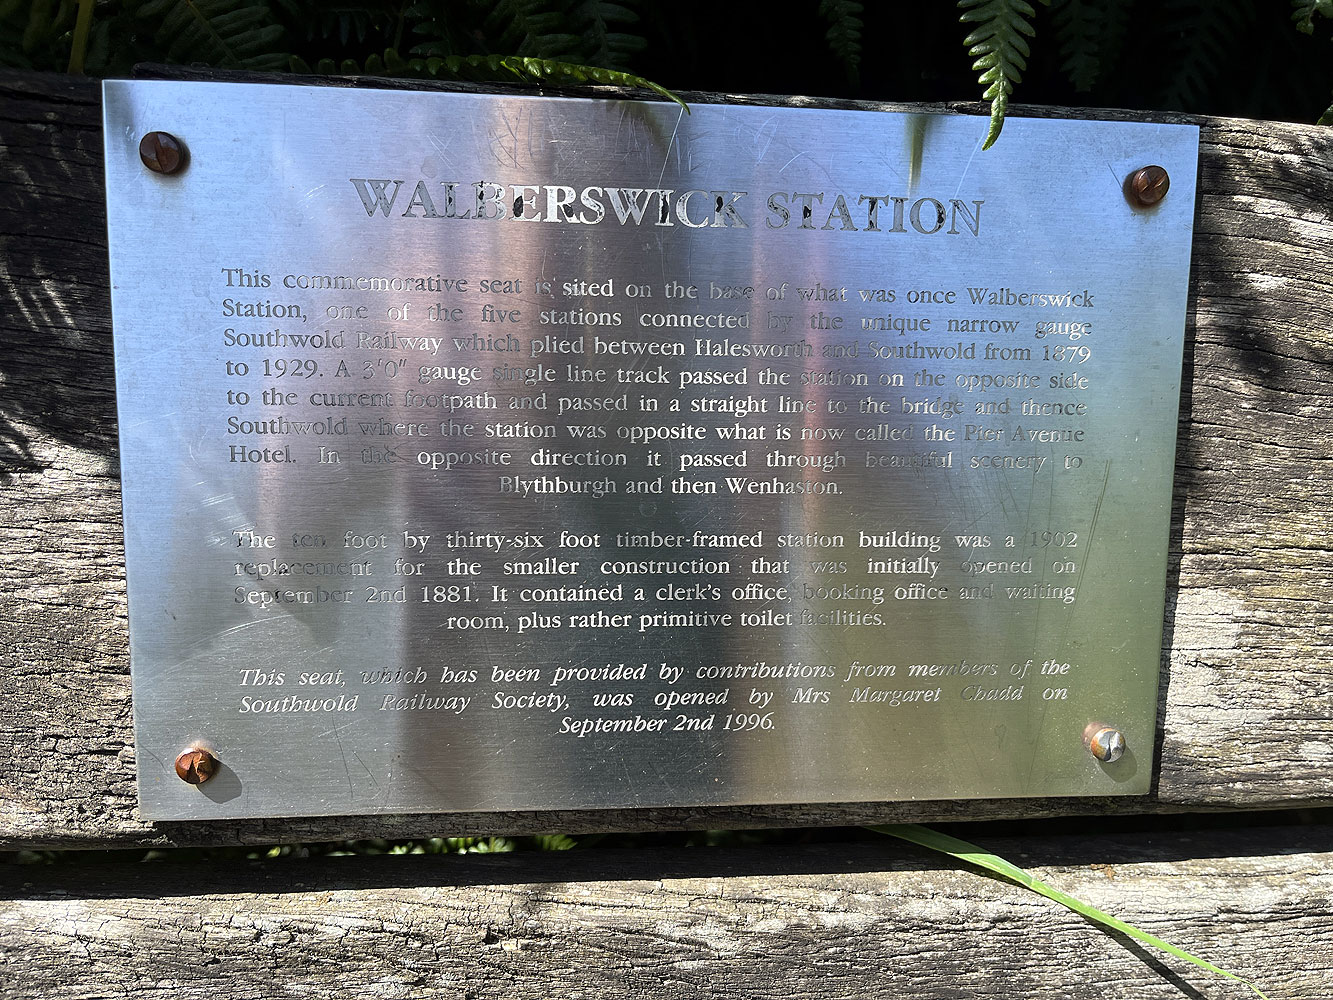 WALBERSWICK STATION
This commemorative seat is sited on the base of what was once Walberswick
Station, one of the five stations connected by the unique narrow gauge
Southwold Railway which plied between Halesworth and Southwold from 1879
to 1929. A 3'0" gauge single line track passed the station on the opposite side
to the current footpath and passed in a straight line to the bridge and thence
Southwold where the station was opposite what is now called the Pier Avenue
Hotel. In the opposite direction it passed through beautiful scenery to
Blythburgh and then Wenhaston.
The ten foot by thirty-six foot timber-framed station building was a 1902
replacement for the smaller construction that was initially opened on
September 2nd 1881. It contained a clerk's office, booking office and waiting
room, plus rather primitive toilet facilities.
This seat, which has been provided by contributions from members of the
Southwold Railway Society, was opened by Mrs Margaret Chadd on
September 2nd 1996.